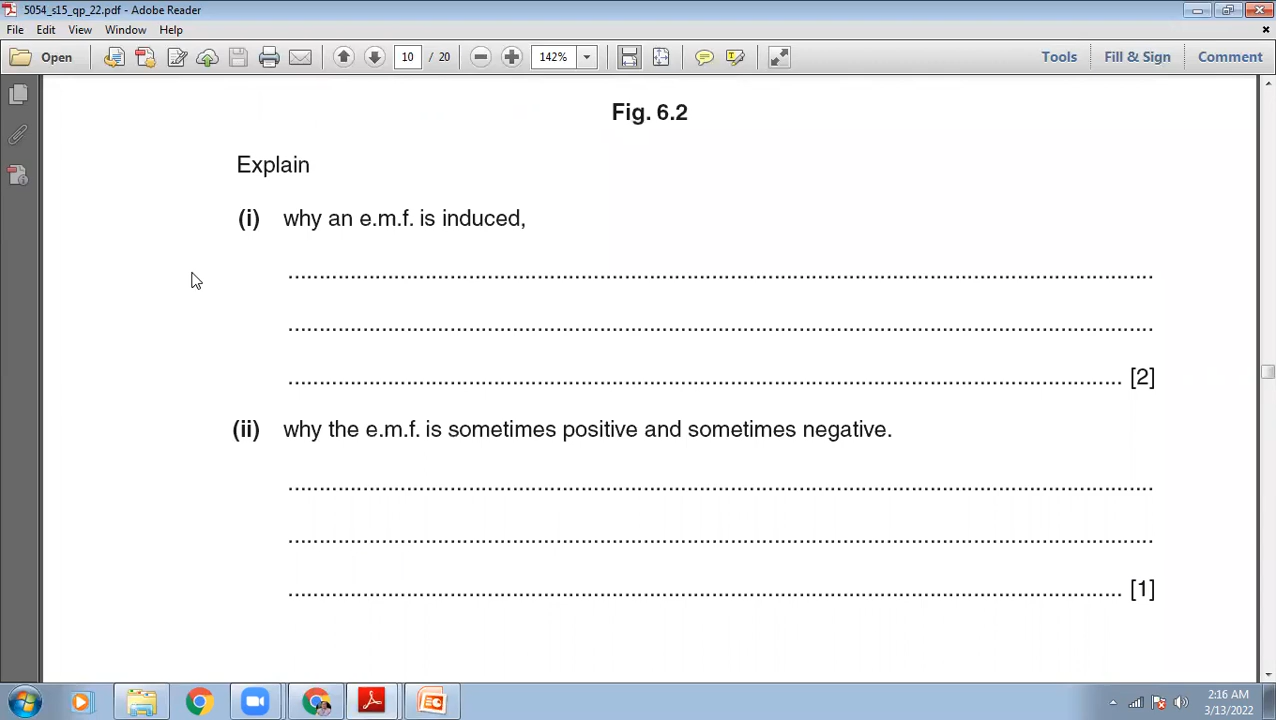 5054_s15_qp_22.pdf - Adobe Reader
File Edit View Window Help
Open 10 / 20 142% Tools Fill & Sign Comment
Fig. 6.2
Explain
(i) why an e.m.f. is induced,
..........................................................................................................................................
..........................................................................................................................................
..................................................................................................................................... [2]
(ii) why the e.m.f. is sometimes positive and sometimes negative.
..........................................................................................................................................
..........................................................................................................................................
..................................................................................................................................... [1]
2:16 AM
3/13/2022